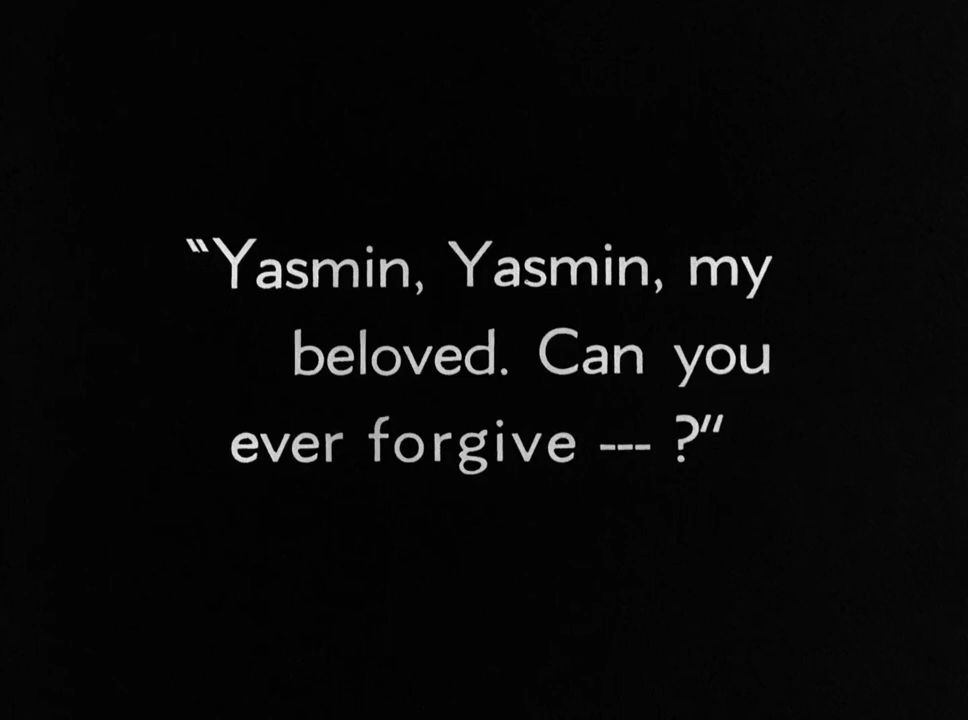 “Yasmin, Yasmin, my
beloved. Can you
ever forgive --- ?”